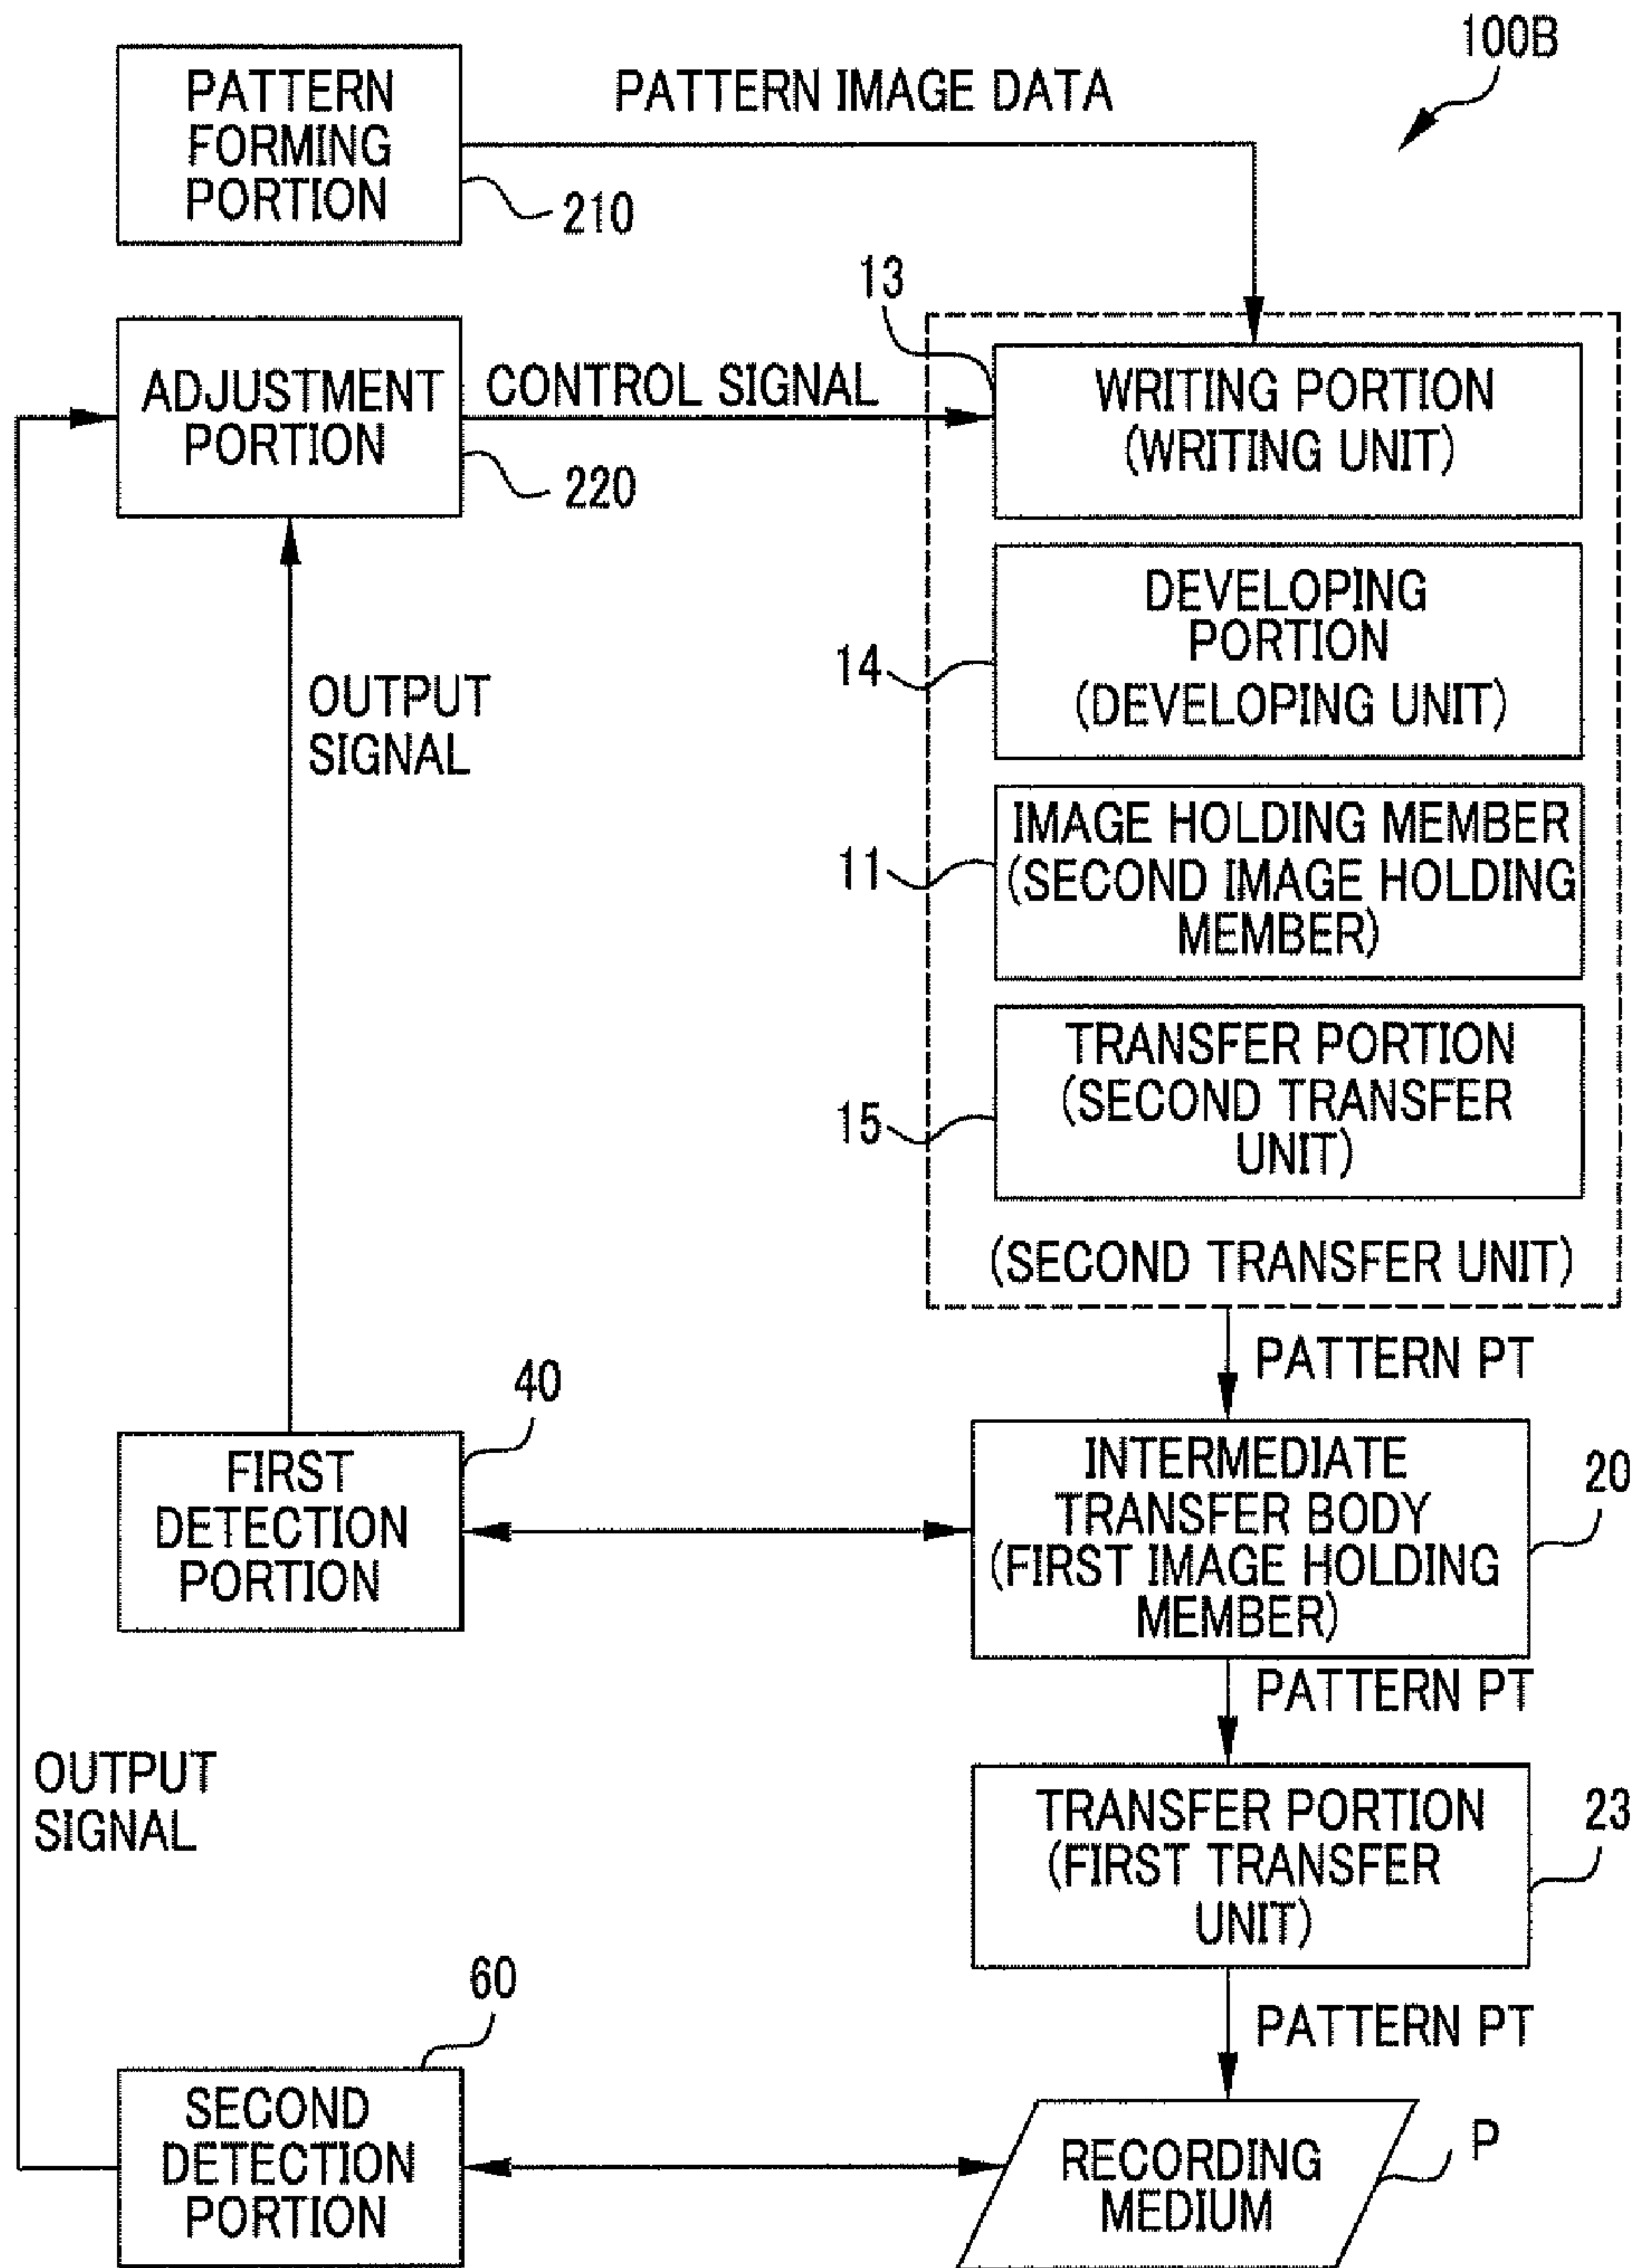 100B
PATTERN
FORMING
PORTION
210
PATTERN IMAGE DATA
ADJUSTMENT
PORTION
220
CONTROL SIGNAL
13
WRITING PORTION
(WRITING UNIT)
14
DEVELOPING
PORTION
(DEVELOPING UNIT)
11
IMAGE HOLDING MEMBER
(SECOND IMAGE HOLDING
MEMBER)
15
TRANSFER PORTION
(SECOND TRANSFER
UNIT)
(SECOND TRANSFER UNIT)
OUTPUT
SIGNAL
PATTERN PT
40
FIRST
DETECTION
PORTION
INTERMEDIATE
TRANSFER BODY
(FIRST IMAGE HOLDING
MEMBER)
20
PATTERN PT
OUTPUT
SIGNAL
TRANSFER PORTION
(FIRST TRANSFER
UNIT)
23
PATTERN PT
60
SECOND
DETECTION
PORTION
RECORDING
MEDIUM
P